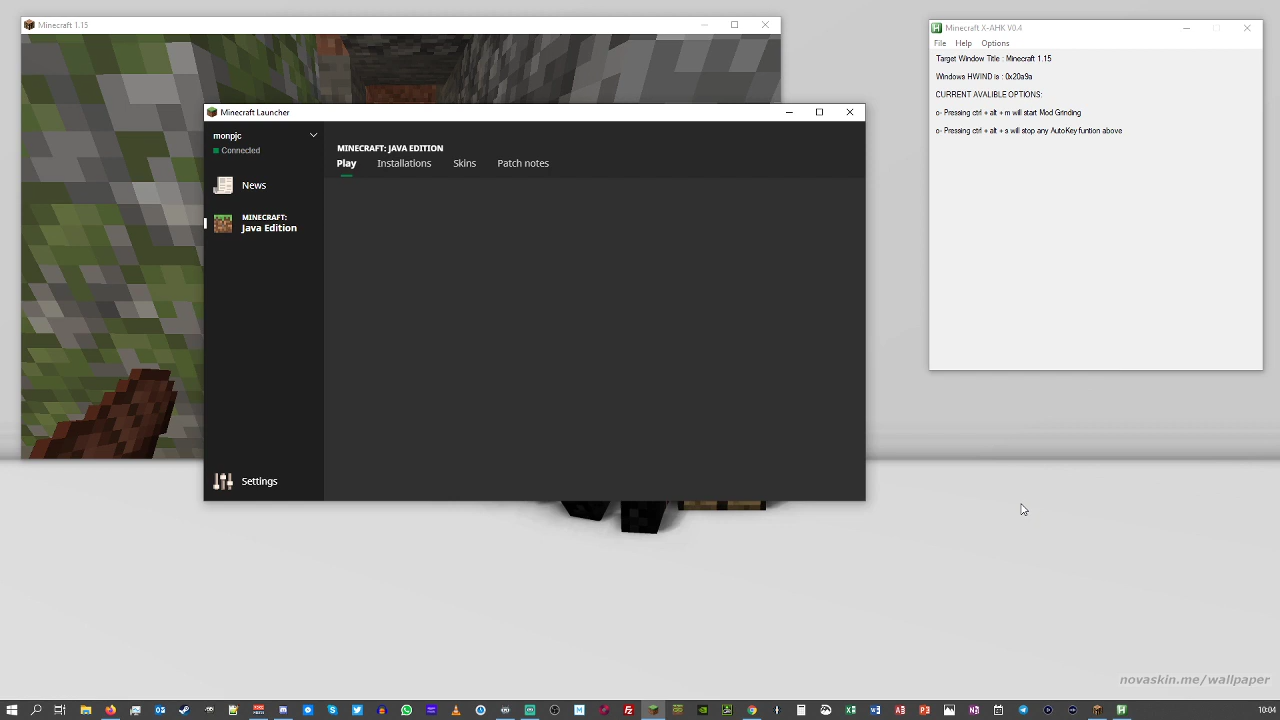 Minecraft 1.15
Minecraft Launcher
monpjc
Connected
News
MINECRAFT:
Java Edition
Settings
MINECRAFT: JAVA EDITION
Play Installations Skins Patch notes
Minecraft X-AHK V0.4
File Help Options
Target Window Title : Minecraft 1.15
Windows HWIND is : 0x20a9a
CURRENT AVALIBLE OPTIONS:
o- Pressing ctrl + alt + m will start Mod Grinding
o- Pressing ctrl + alt + s will stop any AutoKey funtion above
novaskin.me/wallpaper
10:04